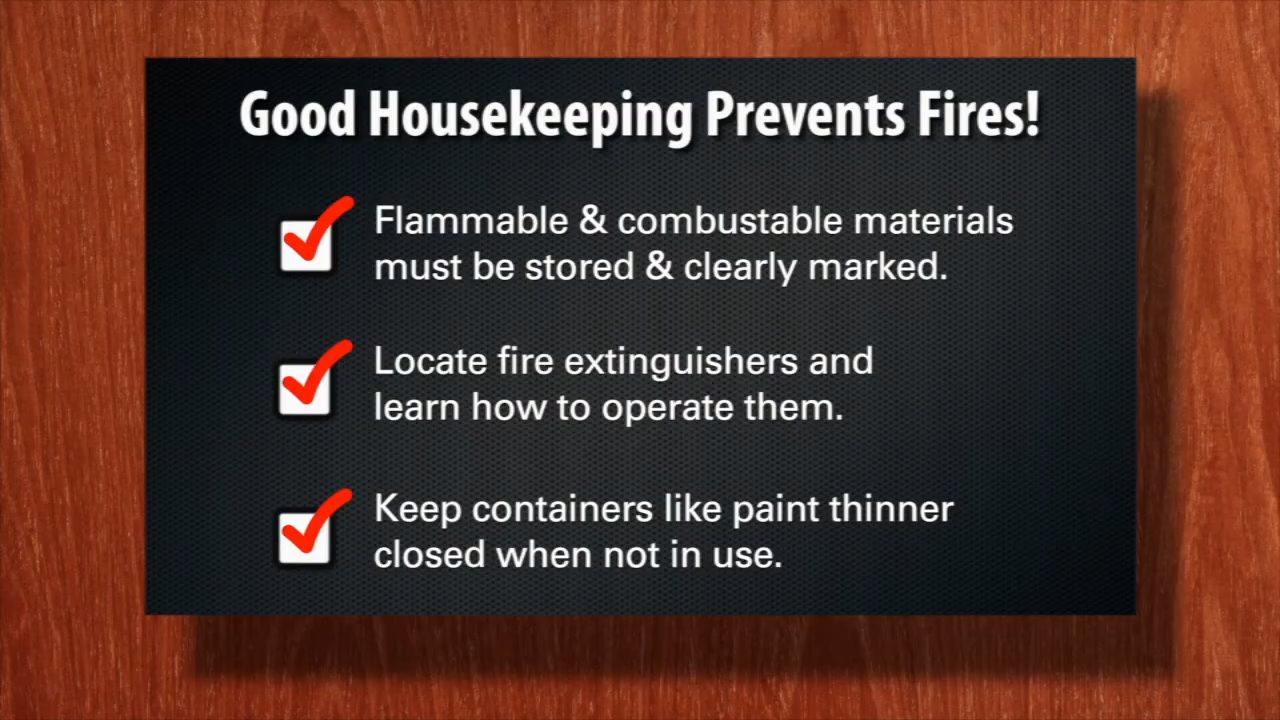 Good Housekeeping Prevents Fires!
Flammable & combustable materials
must be stored & clearly marked.
Locate fire extinguishers and
learn how to operate them.
Keep containers like paint thinner
closed when not in use.